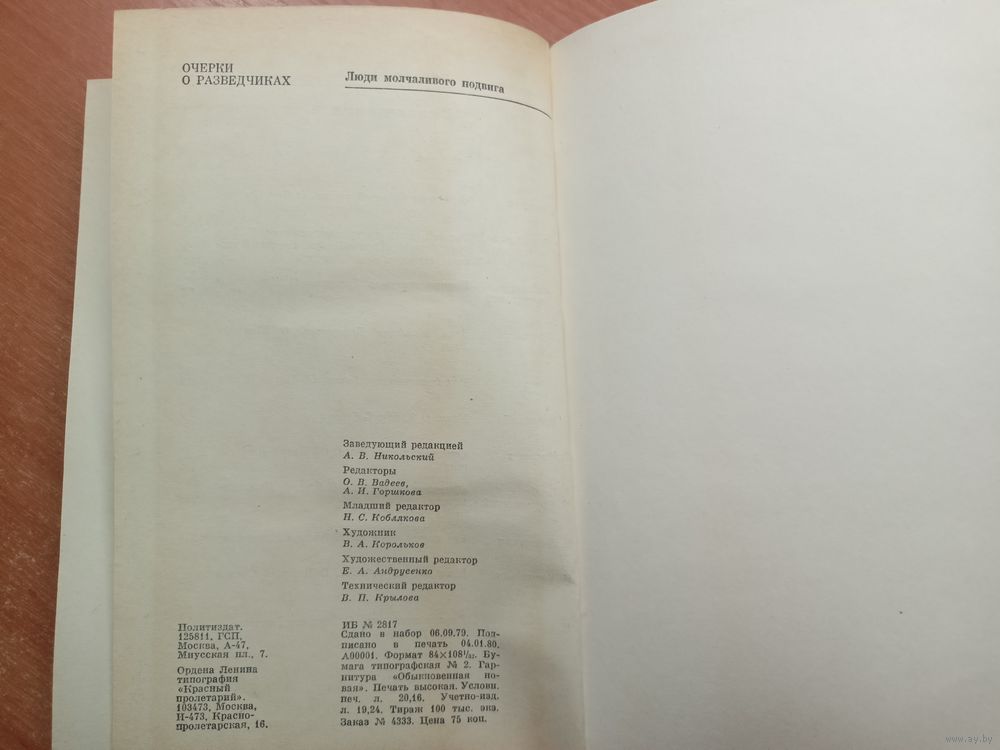 ОЧЕРКИ
О РАЗВЕДЧИКАХ
Люди молчаливого подвига
Заведующий редакцией
А. В. Никольский
Редакторы
О. В. Вадеев,
А. И. Горшкова
Младший редактор
Н. С. Коблякова
Художник
В. А. Корольков
Художественный редактор
Е. А. Андрусенко
Технический редактор
В. П. Крылова
Политиздат.
125811, ГСП,
Москва, А-47,
Миусская пл., 7.
Ордена Ленина
типография
«Красный
пролетарий».
103473, Москва,
И-473, Красно-
пролетарская, 16.
ИБ № 2817
Сдано в набор 06.09.79. Под-
писано в печать 04.01.80.
А00001. Формат 84×108¹/₃₂. Бу-
мага типографская № 2. Гар-
нитура «Обыкновенная но-
вая». Печать высокая. Условн.
печ. л. 20,16. Учетно-изд.
л. 19,24. Тираж 100 тыс. экз.
Заказ № 4333. Цена 75 коп.
www.ay.by